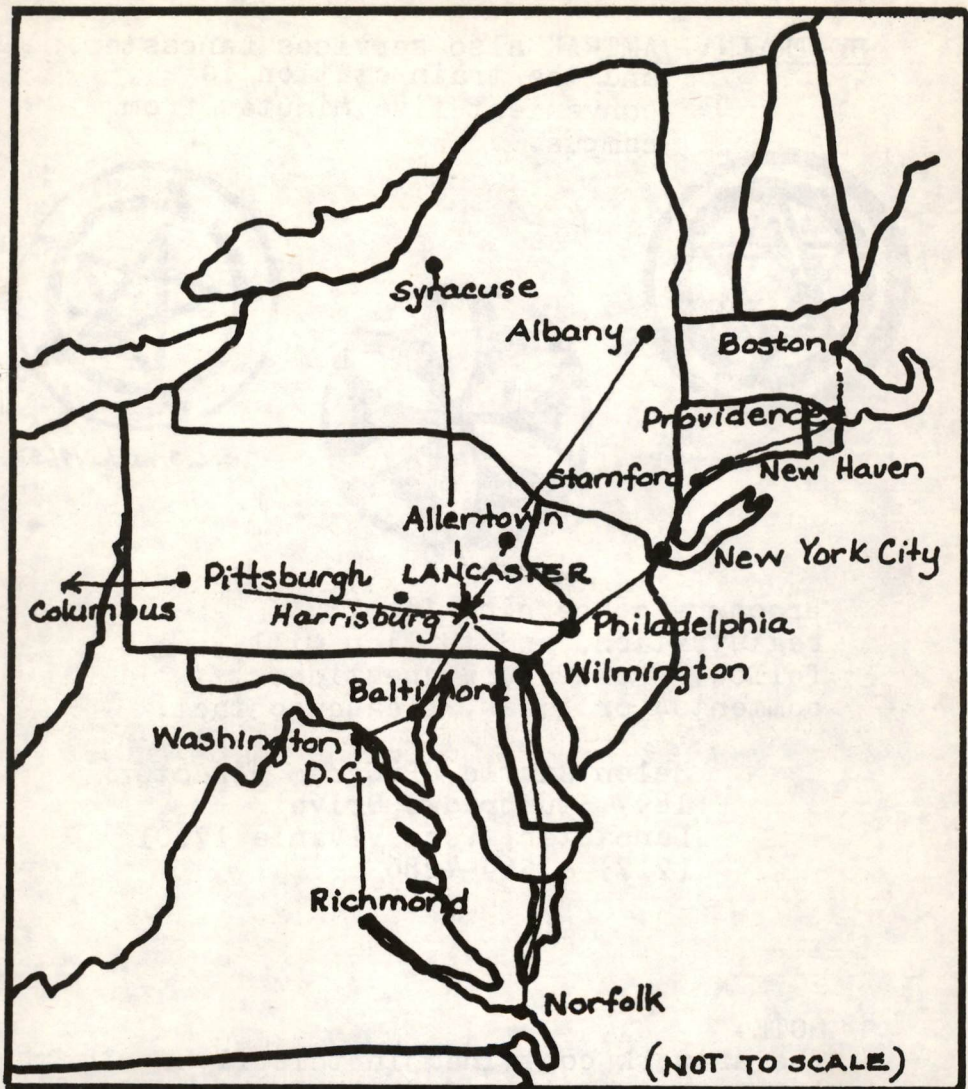 Syracuse
Albany
Boston
Providence
Stamford
New Haven
Allentown
New York City
Pittsburgh
LANCASTER
Columbus
Harrisburg
Philadelphia
Wilmington
Baltimore
Washington
D.C.
Richmond
Norfolk
(NOT TO SCALE)